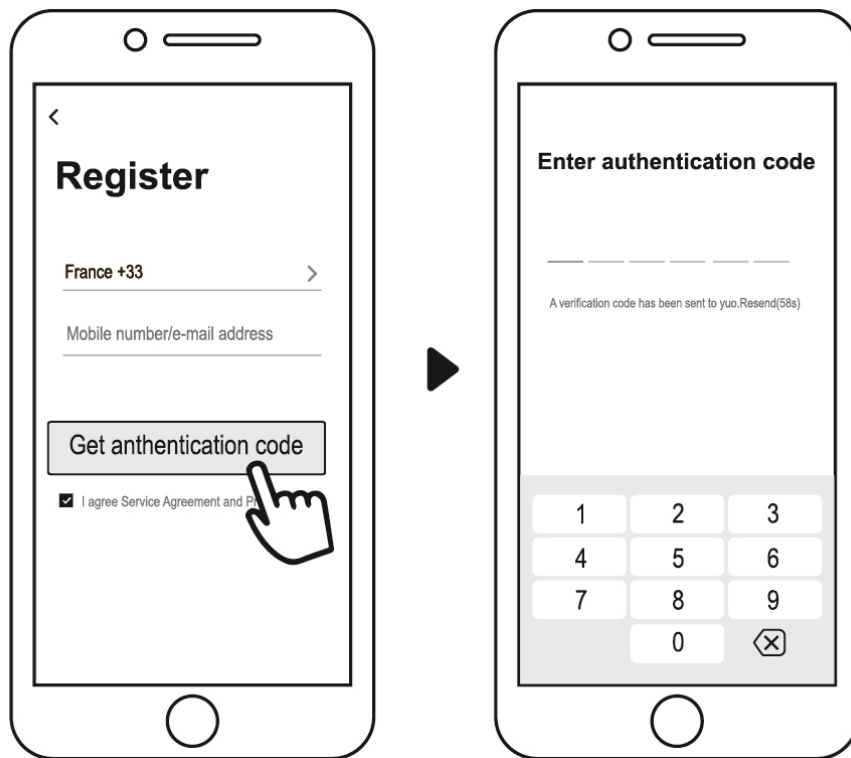 Register
France +33
Mobile number/e-mail address
Get anthentication code
I agree Service Agreement and
Enter authentication code
A verification code has been sent to yuo.Resend(58s)
1 2 3
4 5 6
7 8 9
0